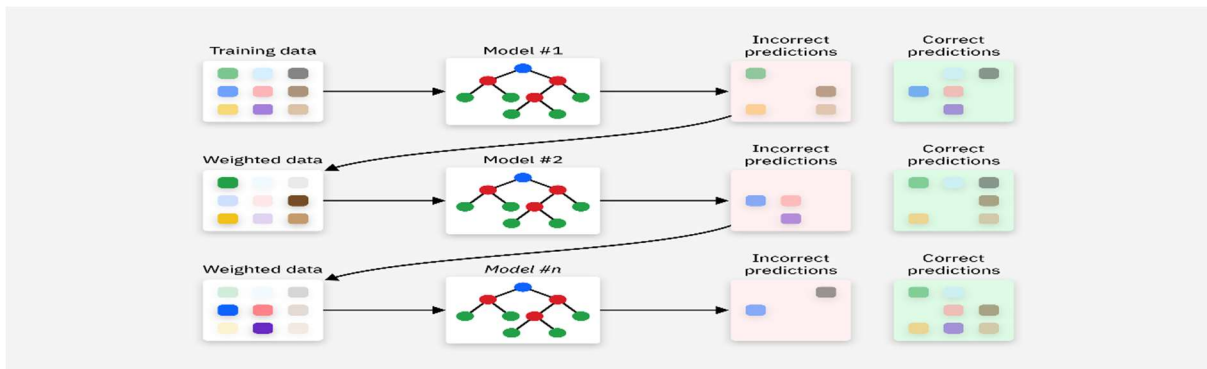 Training data
Model #1
Incorrect
predictions
Correct
predictions
Weighted data
Model #2
Incorrect
predictions
Correct
predictions
Weighted data
Model #n
Incorrect
predictions
Correct
predictions